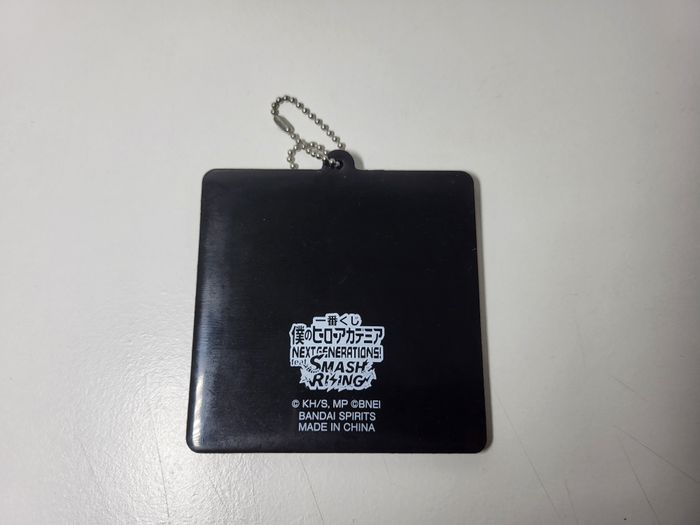 一番くじ
僕のヒーローアカデミア
NEXT GENERATIONS!
feat. SMASH
RISING
© KH/S, MP ©BNEI
BANDAI SPIRITS
MADE IN CHINA